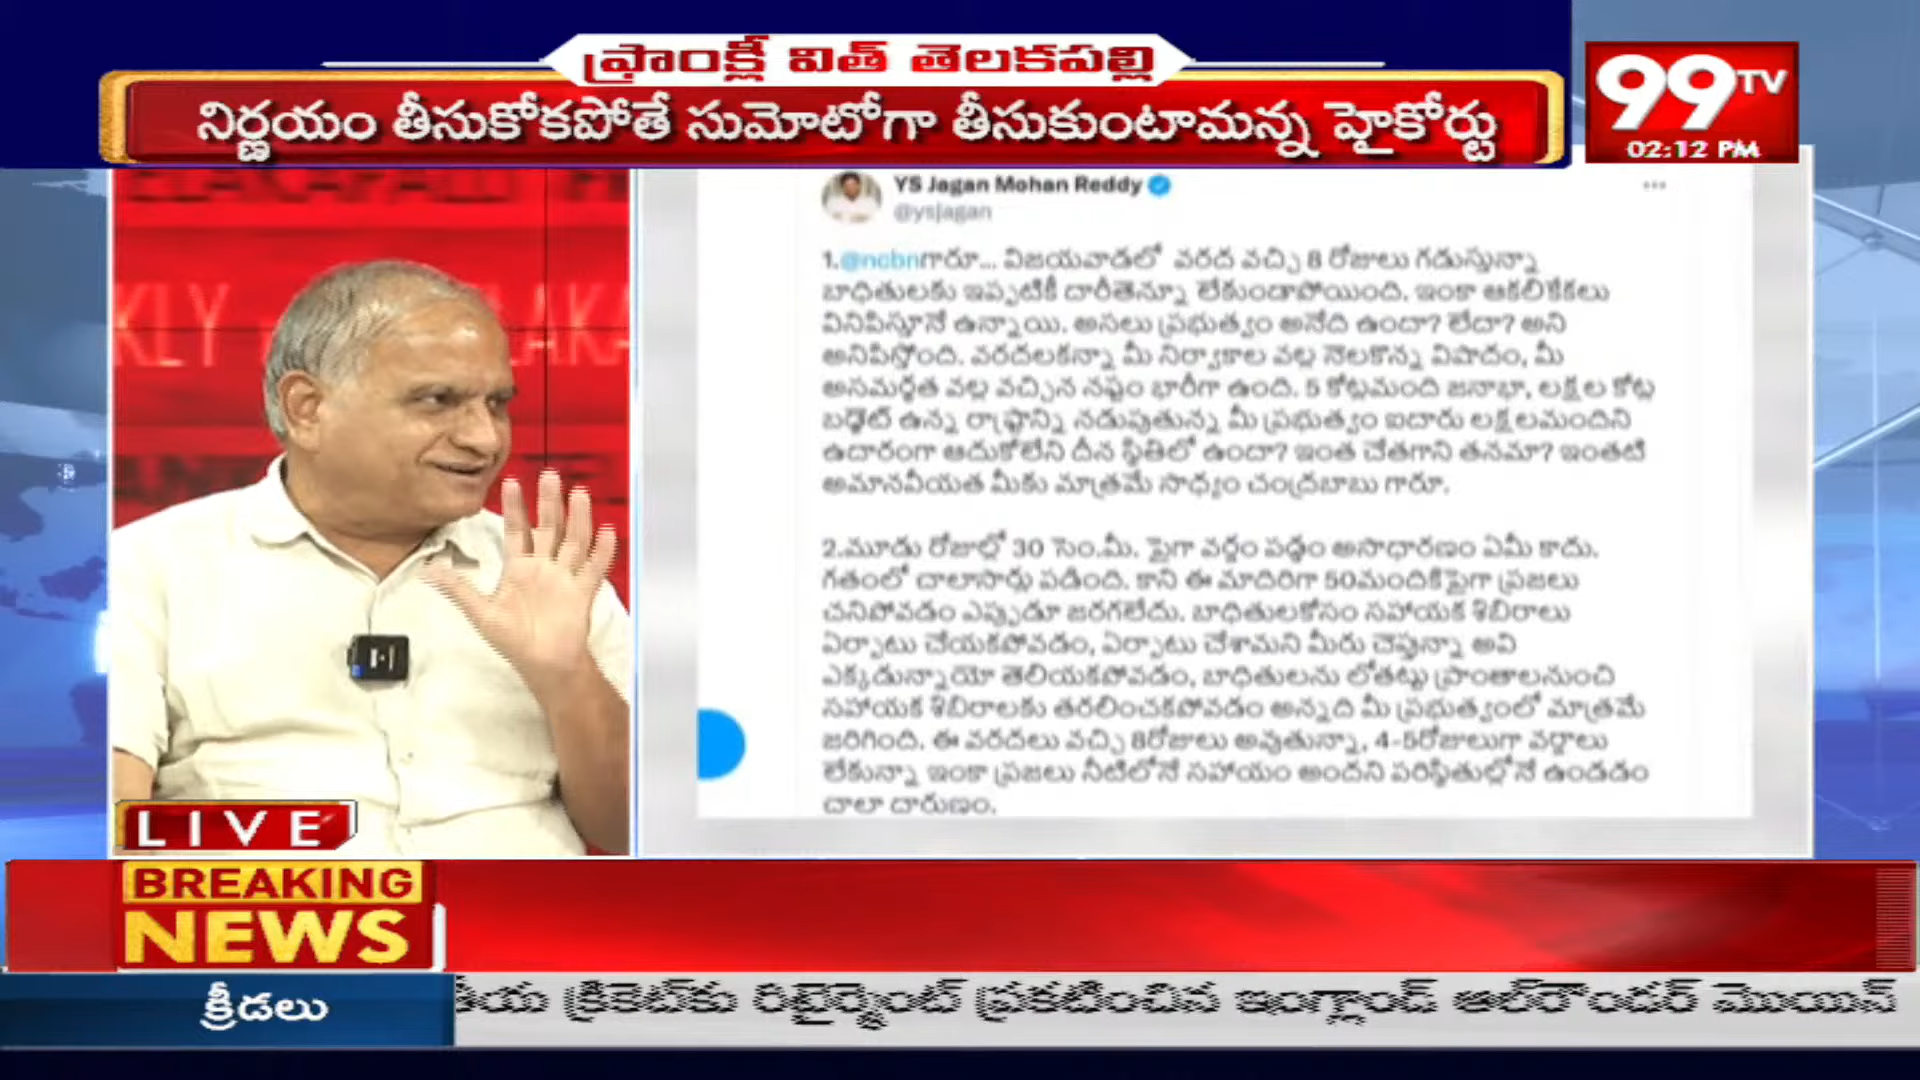 ఫ్రాంక్లీ విత్ తెలకపల్లి
నిర్ణయం తీసుకోకపోతే సుమోటోగా తీసుకుంటామన్న హైకోర్టు
99TV
02:12 PM
YS Jagan Mohan Reddy
@ysjagan
1.@ncbnగారూ... విజయవాడలో వరద వచ్చి 8 రోజులు గడుస్తున్నా
బాధితులకు ఇప్పటికీ దారీతెన్నూ లేకుండాపోయింది. ఇంకా ఆకలికేకలు
వినిపిస్తూనే ఉన్నాయి. అసలు ప్రభుత్వం అనేది ఉందా? లేదా? అని
అనిపిస్తోంది. వరదలకన్నా మీ నిర్వాకాల వల్ల నెలకొన్న విషాదం, మీ
అసమర్థత వల్ల వచ్చిన నష్టం భారీగా ఉంది. 5 కోట్లమంది జనాభా, లక్షల కోట్ల
బడ్జెట్ ఉన్న రాష్ట్రాన్ని నడుపుతున్న మీ ప్రభుత్వం ఐదారు లక్షలమందిని
ఉదారంగా ఆదుకోలేని దీన స్థితిలో ఉందా? ఇంత చేతగాని తనమా? ఇంతటి
అమానవీయత మీకు మాత్రమే సాధ్యం చంద్రబాబు గారూ.
2.మూడు రోజుల్లో 30 సెం.మీ. పైగా వర్షం పడ్డం అసాధారణం ఏమీ కాదు.
గతంలో చాలాసార్లు పడింది. కాని ఈ మాదిరిగా 50మందికిపైగా ప్రజలు
చనిపోవడం ఎప్పుడూ జరగలేదు. బాధితులకోసం సహాయక శిబిరాలు
ఏర్పాటు చేయకపోవడం, ఏర్పాటు చేశామని మీరు చెప్తున్నా అవి
ఎక్కడున్నాయో తెలియకపోవడం, బాధితులను లోతట్టు ప్రాంతాలనుంచి
సహాయక శిబిరాలకు తరలించకపోవడం అన్నది మీ ప్రభుత్వంలో మాత్రమే
జరిగింది. ఈ వరదలు వచ్చి 8రోజులు అవుతున్నా, 4-5రోజులుగా వర్షాలు
లేకున్నా ఇంకా ప్రజలు నీటిలోనే సహాయం అందని పరిస్థితుల్లోనే ఉండడం
చాలా దారుణం.
LIVE
BREAKING
NEWS
క్రీడలు
క్రికెట్‌కు రిటైర్మెంట్ ప్రకటించిన ఇంగ్లాండ్ ఆల్‌రౌండర్ మొయిన్